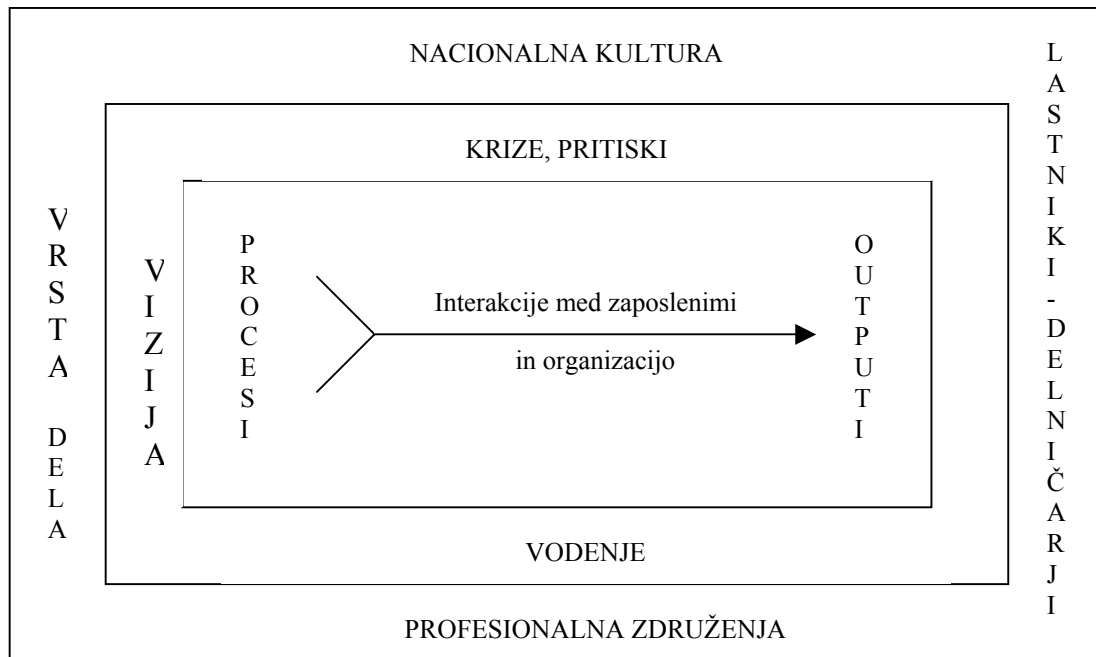 NACIONALNA KULTURA
KRIZE, PRITISKI
VRSTA DELA
VIZIJA
PROCESI
Interakcije med zaposlenimi
in organizacijo
OUTPUTI
LASTNIKI-DELNIČARJI
VODENJE
PROFESIONALNA ZDRUŽENJA